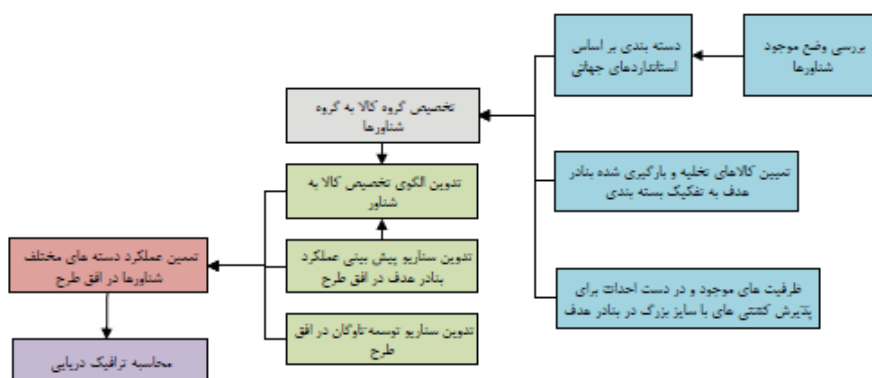 بررسی وضع موجود
شناورها
دسته بندی بر اساس
استانداردهای جهانی
تخصیص گروه کالا به گروه
شناورها
تعیین کالاهای تخلیه و بارگیری شده بنادر
هدف به تفکیک بسته بندی
تدوین الگوی تخصیص کالا به
شناور
تدوین سناریو پیش بینی عملکرد
بنادر هدف در افق طرح
تعیین عملکرد دسته های مختلف
شناورها در افق طرح
ظرفیت های موجود و در دست احداث برای
پذیرش کشتی های با سایز بزرگ در بنادر هدف
تدوین سناریو توسعه ناوگان در افق
طرح
محاسبه ترافیک دریایی